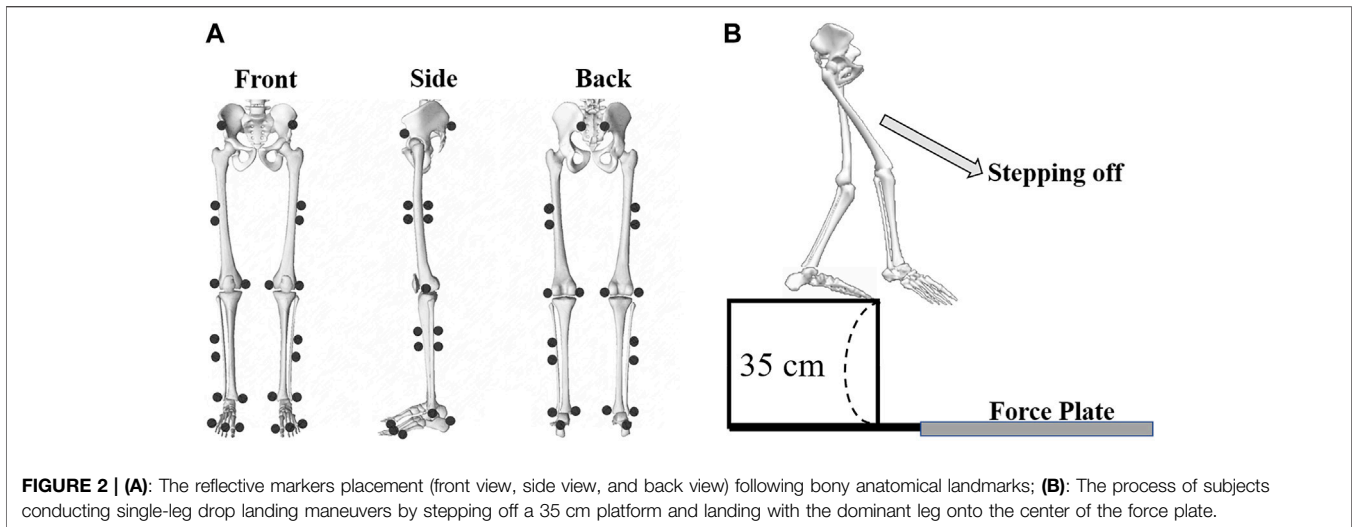 A
B
Front Side Back
Stepping off
35 cm
Force Plate
FIGURE 2 | (A): The reflective markers placement (front view, side view, and back view) following bony anatomical landmarks; (B): The process of subjects
conducting single-leg drop landing maneuvers by stepping off a 35 cm platform and landing with the dominant leg onto the center of the force plate.